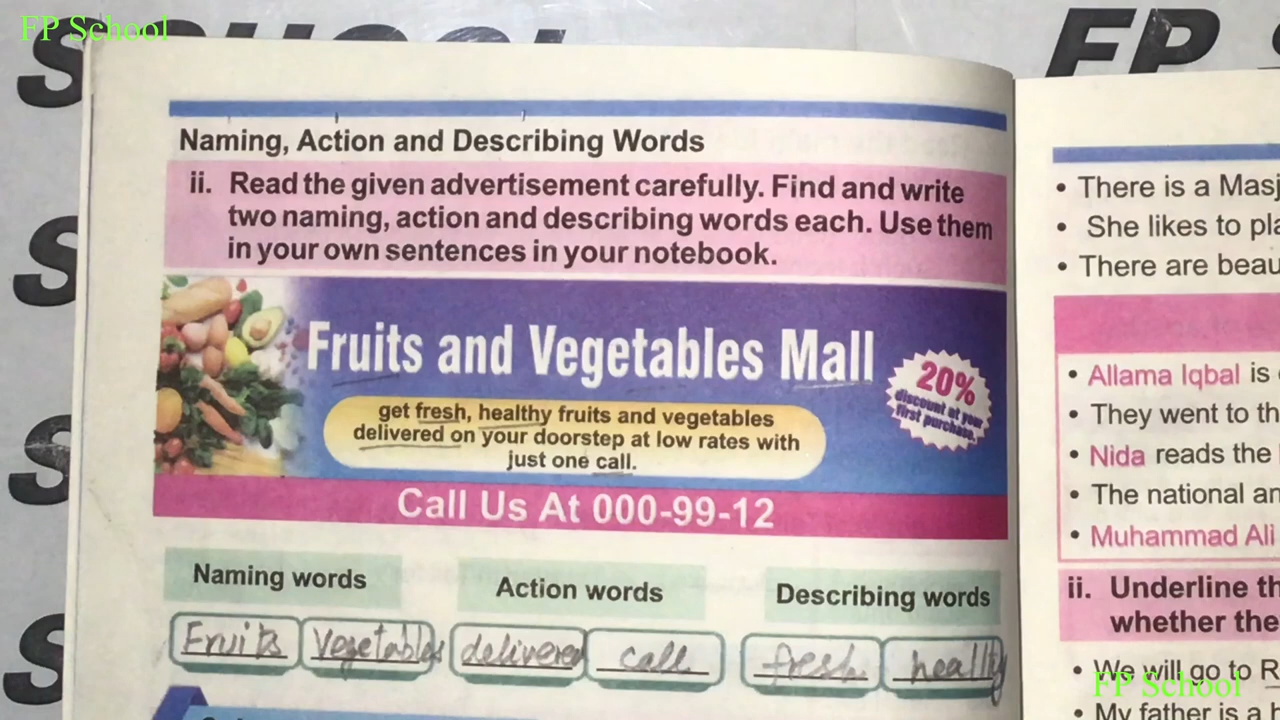 FP School
SCHOOL
FP S
Naming, Action and Describing Words
ii. Read the given advertisement carefully. Find and write
two naming, action and describing words each. Use them
in your own sentences in your notebook.
Fruits and Vegetables Mall
20%
discount at your
first purchase.
get fresh, healthy fruits and vegetables
delivered on your doorstep at low rates with
just one call.
Call Us At 000-99-12
Naming words
Action words
Describing words
Fruits
Vegetables
delivered
call
fresh
healthy
• There is a Masj
• She likes to pla
• There are beau
• Allama Iqbal is
• They went to th
• Nida reads the
• The national an
• Muhammad Ali
ii. Underline th
whether the
• We will go to R
• My father is a h
FP School